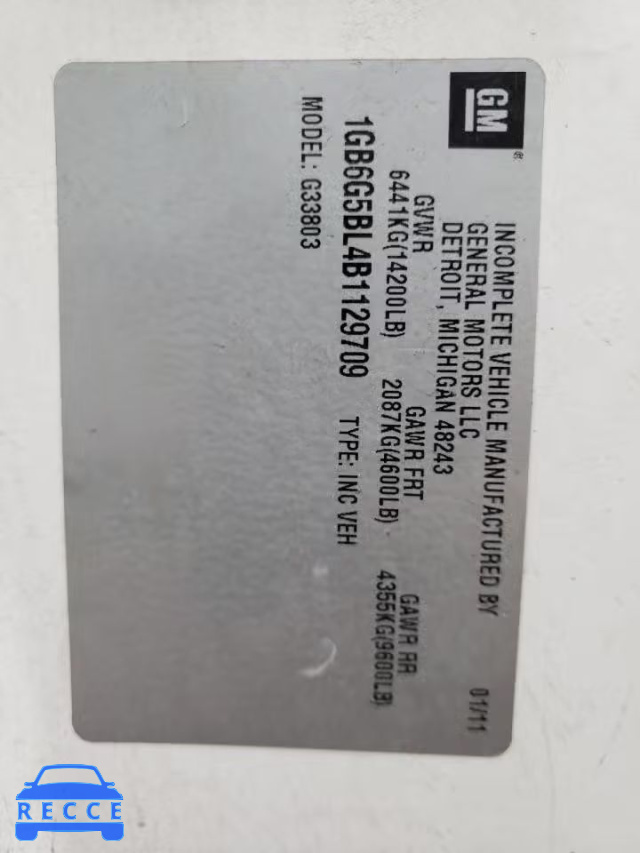 GM®
INCOMPLETE VEHICLE MANUFACTURED BY 01/11
GENERAL MOTORS LLC
DETROIT, MICHIGAN 48243
GVWR GAWR FRT GAWR RR
6441KG(14200LB) 2087KG(4600LB) 4355KG(9600LB)
1GB6G5BL4B1129709 TYPE: INC VEH
MODEL: G33803
RECCE